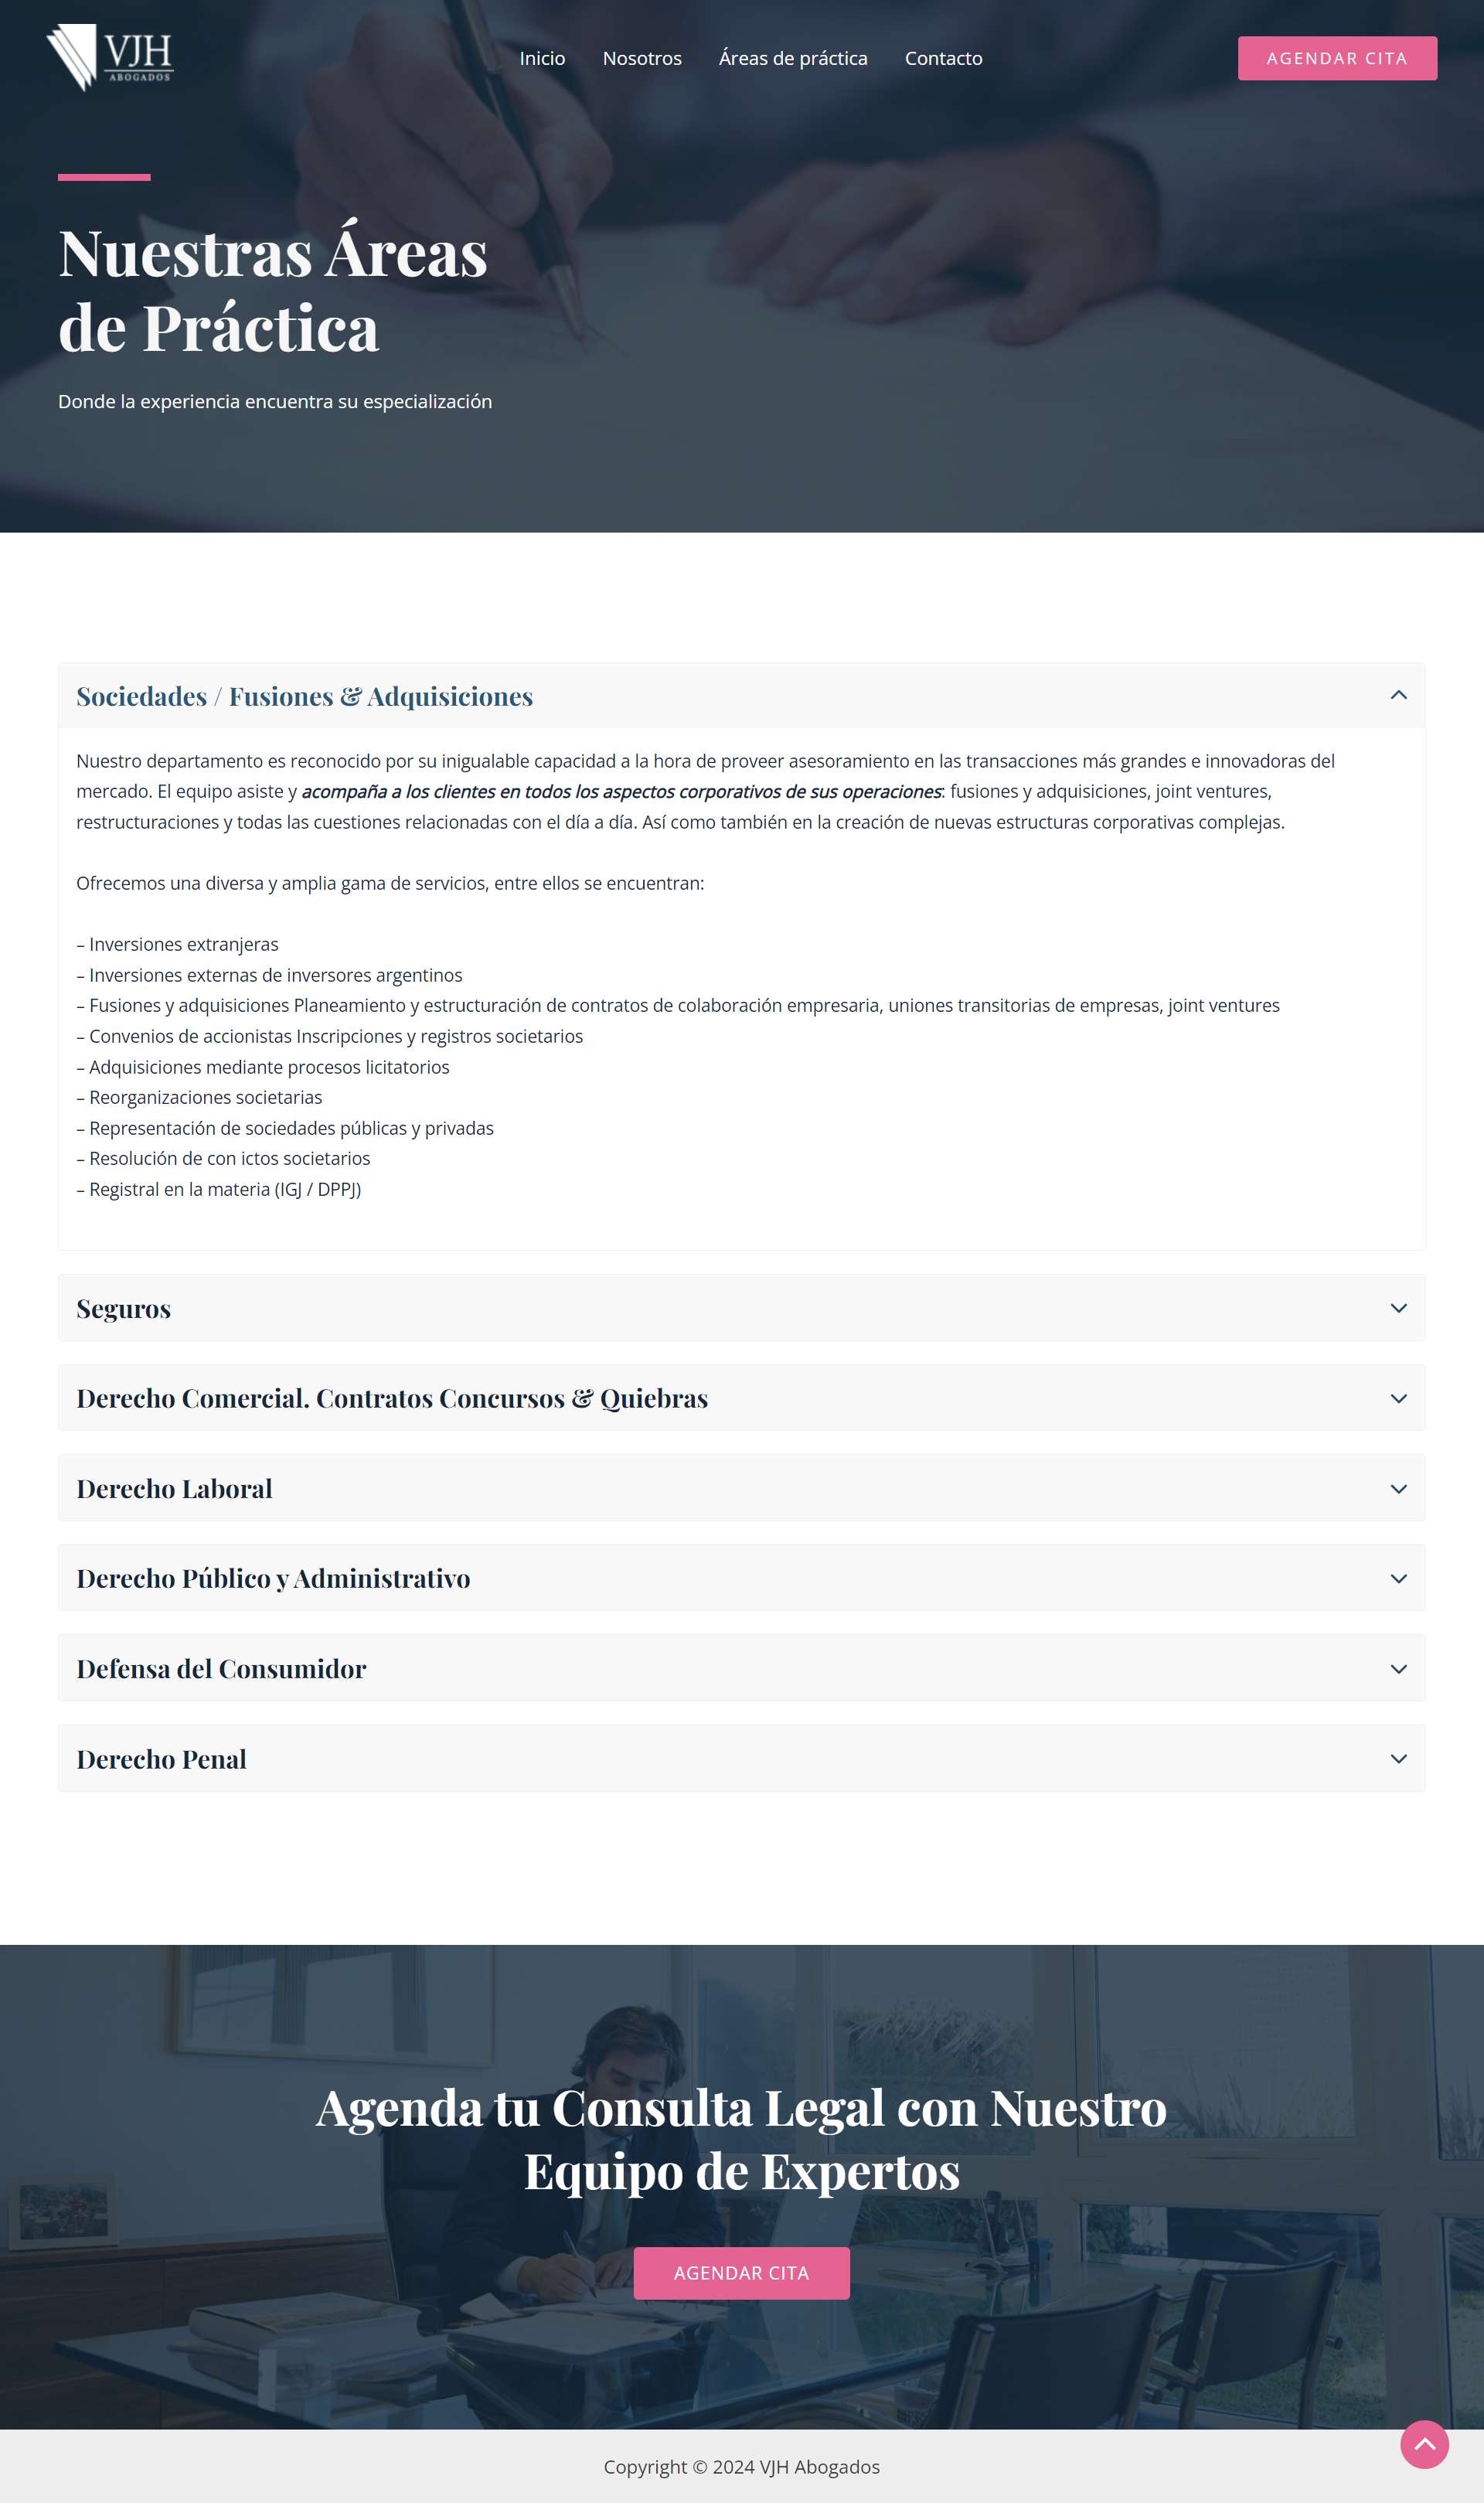 VJH
ABOGADOS
Inicio
Nosotros
Áreas de práctica
Contacto
AGENDAR CITA
Nuestras Áreas
de Práctica
Donde la experiencia encuentra su especialización
Sociedades / Fusiones & Adquisiciones
Nuestro departamento es reconocido por su inigualable capacidad a la hora de proveer asesoramiento en las transacciones más grandes e innovadoras del
mercado. El equipo asiste y acompaña a los clientes en todos los aspectos corporativos de sus operaciones: fusiones y adquisiciones, joint ventures,
restructuraciones y todas las cuestiones relacionadas con el día a día. Así como también en la creación de nuevas estructuras corporativas complejas.
Ofrecemos una diversa y amplia gama de servicios, entre ellos se encuentran:
– Inversiones extranjeras
– Inversiones externas de inversores argentinos
– Fusiones y adquisiciones Planeamiento y estructuración de contratos de colaboración empresaria, uniones transitorias de empresas, joint ventures
– Convenios de accionistas Inscripciones y registros societarios
– Adquisiciones mediante procesos licitatorios
– Reorganizaciones societarias
– Representación de sociedades públicas y privadas
– Resolución de con ictos societarios
– Registral en la materia (IGJ / DPPJ)
Seguros
Derecho Comercial. Contratos Concursos & Quiebras
Derecho Laboral
Derecho Público y Administrativo
Defensa del Consumidor
Derecho Penal
Agenda tu Consulta Legal con Nuestro
Equipo de Expertos
AGENDAR CITA
Copyright © 2024 VJH Abogados